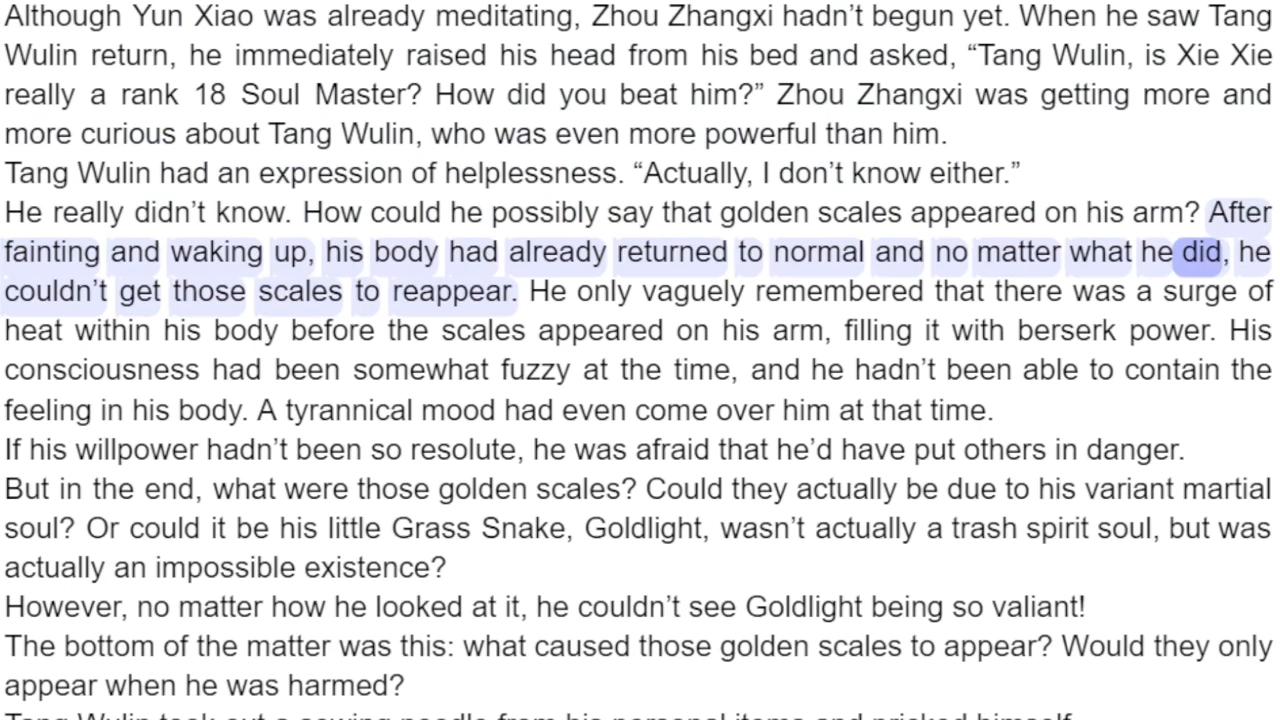 Although Yun Xiao was already meditating, Zhou Zhangxi hadn’t begun yet. When he saw Tang
Wulin return, he immediately raised his head from his bed and asked, “Tang Wulin, is Xie Xie
really a rank 18 Soul Master? How did you beat him?” Zhou Zhangxi was getting more and
more curious about Tang Wulin, who was even more powerful than him.
Tang Wulin had an expression of helplessness. “Actually, I don’t know either.”
He really didn’t know. How could he possibly say that golden scales appeared on his arm? After
fainting and waking up, his body had already returned to normal and no matter what he did, he
couldn’t get those scales to reappear. He only vaguely remembered that there was a surge of
heat within his body before the scales appeared on his arm, filling it with berserk power. His
consciousness had been somewhat fuzzy at the time, and he hadn’t been able to contain the
feeling in his body. A tyrannical mood had even come over him at that time.
If his willpower hadn’t been so resolute, he was afraid that he’d have put others in danger.
But in the end, what were those golden scales? Could they actually be due to his variant martial
soul? Or could it be his little Grass Snake, Goldlight, wasn’t actually a trash spirit soul, but was
actually an impossible existence?
However, no matter how he looked at it, he couldn’t see Goldlight being so valiant!
The bottom of the matter was this: what caused those golden scales to appear? Would they only
appear when he was harmed?
Tang Wulin took out a sewing needle from his personal items and pricked himself